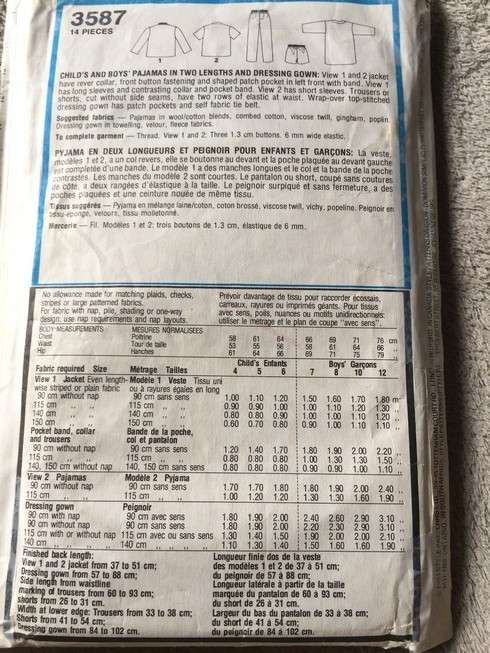 3587
14 PIECES
1
2
CHILD'S AND BOYS' PAJAMAS IN TWO LENGTHS AND DRESSING GOWN: View 1 and 2 jacket
have rever collar, front button fastening and shaped patch pocket in left front with band. View 1
has long sleeves and contrasting collar and pocket band. View 2 has short sleeves. Trousers or
shorts, cut without side seams, have two rows of elastic at waist. Wrap-over top-stitched
dressing gown has patch pockets and self fabric tie belt.
Suggested fabrics — Pajamas in wool/cotton blends, combed cotton, viscose twill, gingham, poplin.
Dressing gown in towelling, velour, fleece fabrics.
To complete garment — Thread. View 1 and 2: Three 1.3 cm buttons. 6 mm wide elastic.
PYJAMA EN DEUX LONGUEURS ET PEIGNOIR POUR ENFANTS ET GARÇONS: La veste,
modèles 1 et 2, a un col revers, elle se boutonne au devant et la poche plaquée au devant gauche
est complétée d'une bande. Le modèle 1 a des manches longues et le col et la bande de la poche
contrastés. Les manches du modèle 2 sont courtes. Le pantalon ou short, coupé sans coutures
de côté, a deux rangées d'élastique à la taille. Le peignoir surpiqué et sans fermeture, a des
poches plaquées et une ceinture nouée de même tissu.
Tissus suggérés — Pyjama en mélange laine/coton, coton brossé, viscose twill, vichy, popeline. Peignoir en
tissu-éponge, velours, tissu molletonné.
Mercerie — Fil. Modèles 1 et 2: trois boutons de 1.3 cm, élastique de 6 mm.
No allowance made for matching plaids, checks, stripes or large patterned fabrics.
For fabric with nap, pile, shading or one-way design: use nap requirements and nap layouts.
Prévoir davantage de tissu pour raccorder écossais, carreaux, rayures ou imprimés géants. Pour tissus avec sens, poils, nuances ou motifs unidirectionnels: utiliser le métrage et le plan de coupe "avec sens".
BODY MEASUREMENTS MESURES NORMALISEES
Chest Poitrine 58 61 64 66 69 71 76 cm
Waist Tour de taille 53 55 56 58 61 64 66 ,,
Hip Hanches 61 64 66 69 71 75 79 ,,
Child's Enfants Boys' Garçons
Fabric required Size Métrage Tailles 4 5 6 7 8 10 12
View 1 Jacket Even length- Modèle 1 Veste Tissu uni
wise striped or plain fabric ou à rayures égales en long
90 cm without nap 90 cm sans sens 1.00 1.10 1.20 1.50 1.60 1.70 1.80 m
115 cm ,, ,, 115 cm ,, ,, 0.90 0.90 1.00 1.00 1.10 1.20 1.30 ,,
140 cm ,, ,, 140 cm ,, ,, 0.80 0.80 0.90 1.00 1.00 1.10 1.20 ,,
150 cm ,, ,, 150 cm ,, ,, 0.60 0.70 0.80 0.90 1.00 1.10 1.10 ,,
Pocket band, collar Bande de la poche,
and trousers col et pantalon
90 cm without nap 90 cm sans sens 1.20 1.40 1.70 1.80 1.90 2.00 2.20 ,,
115 cm ,, ,, 115 cm ,, ,, 0.80 0.80 0.80 1.00 1.30 1.30 1.50 ,,
140, 150 cm without nap 140, 150 cm sans sens 0.80 0.80 0.80 0.90 0.90 1.00 1.10 ,,
View 2 Pajamas Modèle 2 Pyjama
90 cm without nap 90 cm sans sens 1.70 1.70 1.80 1.80 1.90 2.00 2.40 ,,
115 cm ,, ,, 115 cm ,, ,, 1.00 1.20 1.20 1.30 1.30 1.60 1.90 ,,
Dressing gown Peignoir
90 cm with nap 90 cm avec sens 1.80 1.90 2.00 2.40 2.60 2.90 3.10 ,,
90 cm without nap 90 cm sans sens 1.80 1.90 2.00 2.20 2.30 2.90 3.10 ,,
115 cm with or without nap 115 cm avec ou sans sens 1.30 1.40 1.50 1.90 2.00 2.00 2.10 ,,
140 cm ,, ,, 140 cm ,, ,, 1.10 1.30 1.40 1.50 1.60 1.60 1.90 ,,
Finished back length:
View 1 and 2 jacket from 37 to 51 cm;
Dressing gown from 57 to 88 cm;
Side length from waistline
marking of trousers from 60 to 93 cm;
shorts from 26 to 31 cm.
Width at lower edge: Trousers from 33 to 38 cm;
Shorts from 41 to 54 cm;
Dressing gown from 84 to 102 cm.
Longueur finie dos de la veste
des modèles 1 et 2 de 37 à 51 cm;
du peignoir de 57 à 88 cm;
Longueur latérale à partir de la taille
marquée du pantalon de 60 à 93 cm;
du short de 26 à 31 cm.
Largeur du bas du pantalon de 33 à 38 cm;
du short de 41 à 54 cm;
du peignoir de 84 à 102 cm.